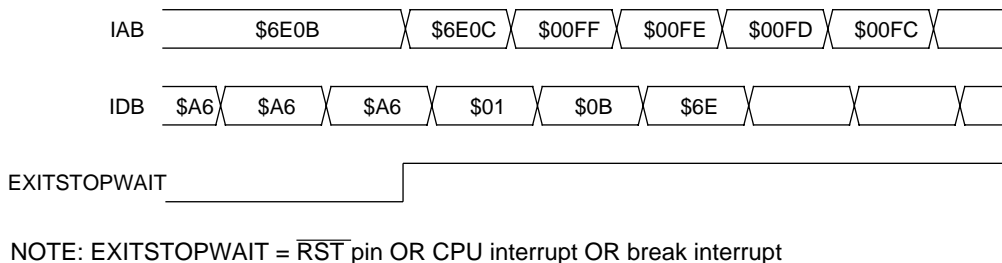 IAB $6E0B $6E0C $00FF $00FE $00FD $00FC
IDB $A6 $A6 $A6 $01 $0B $6E
EXITSTOPWAIT
NOTE: EXITSTOPWAIT = RST pin OR CPU interrupt OR break interrupt